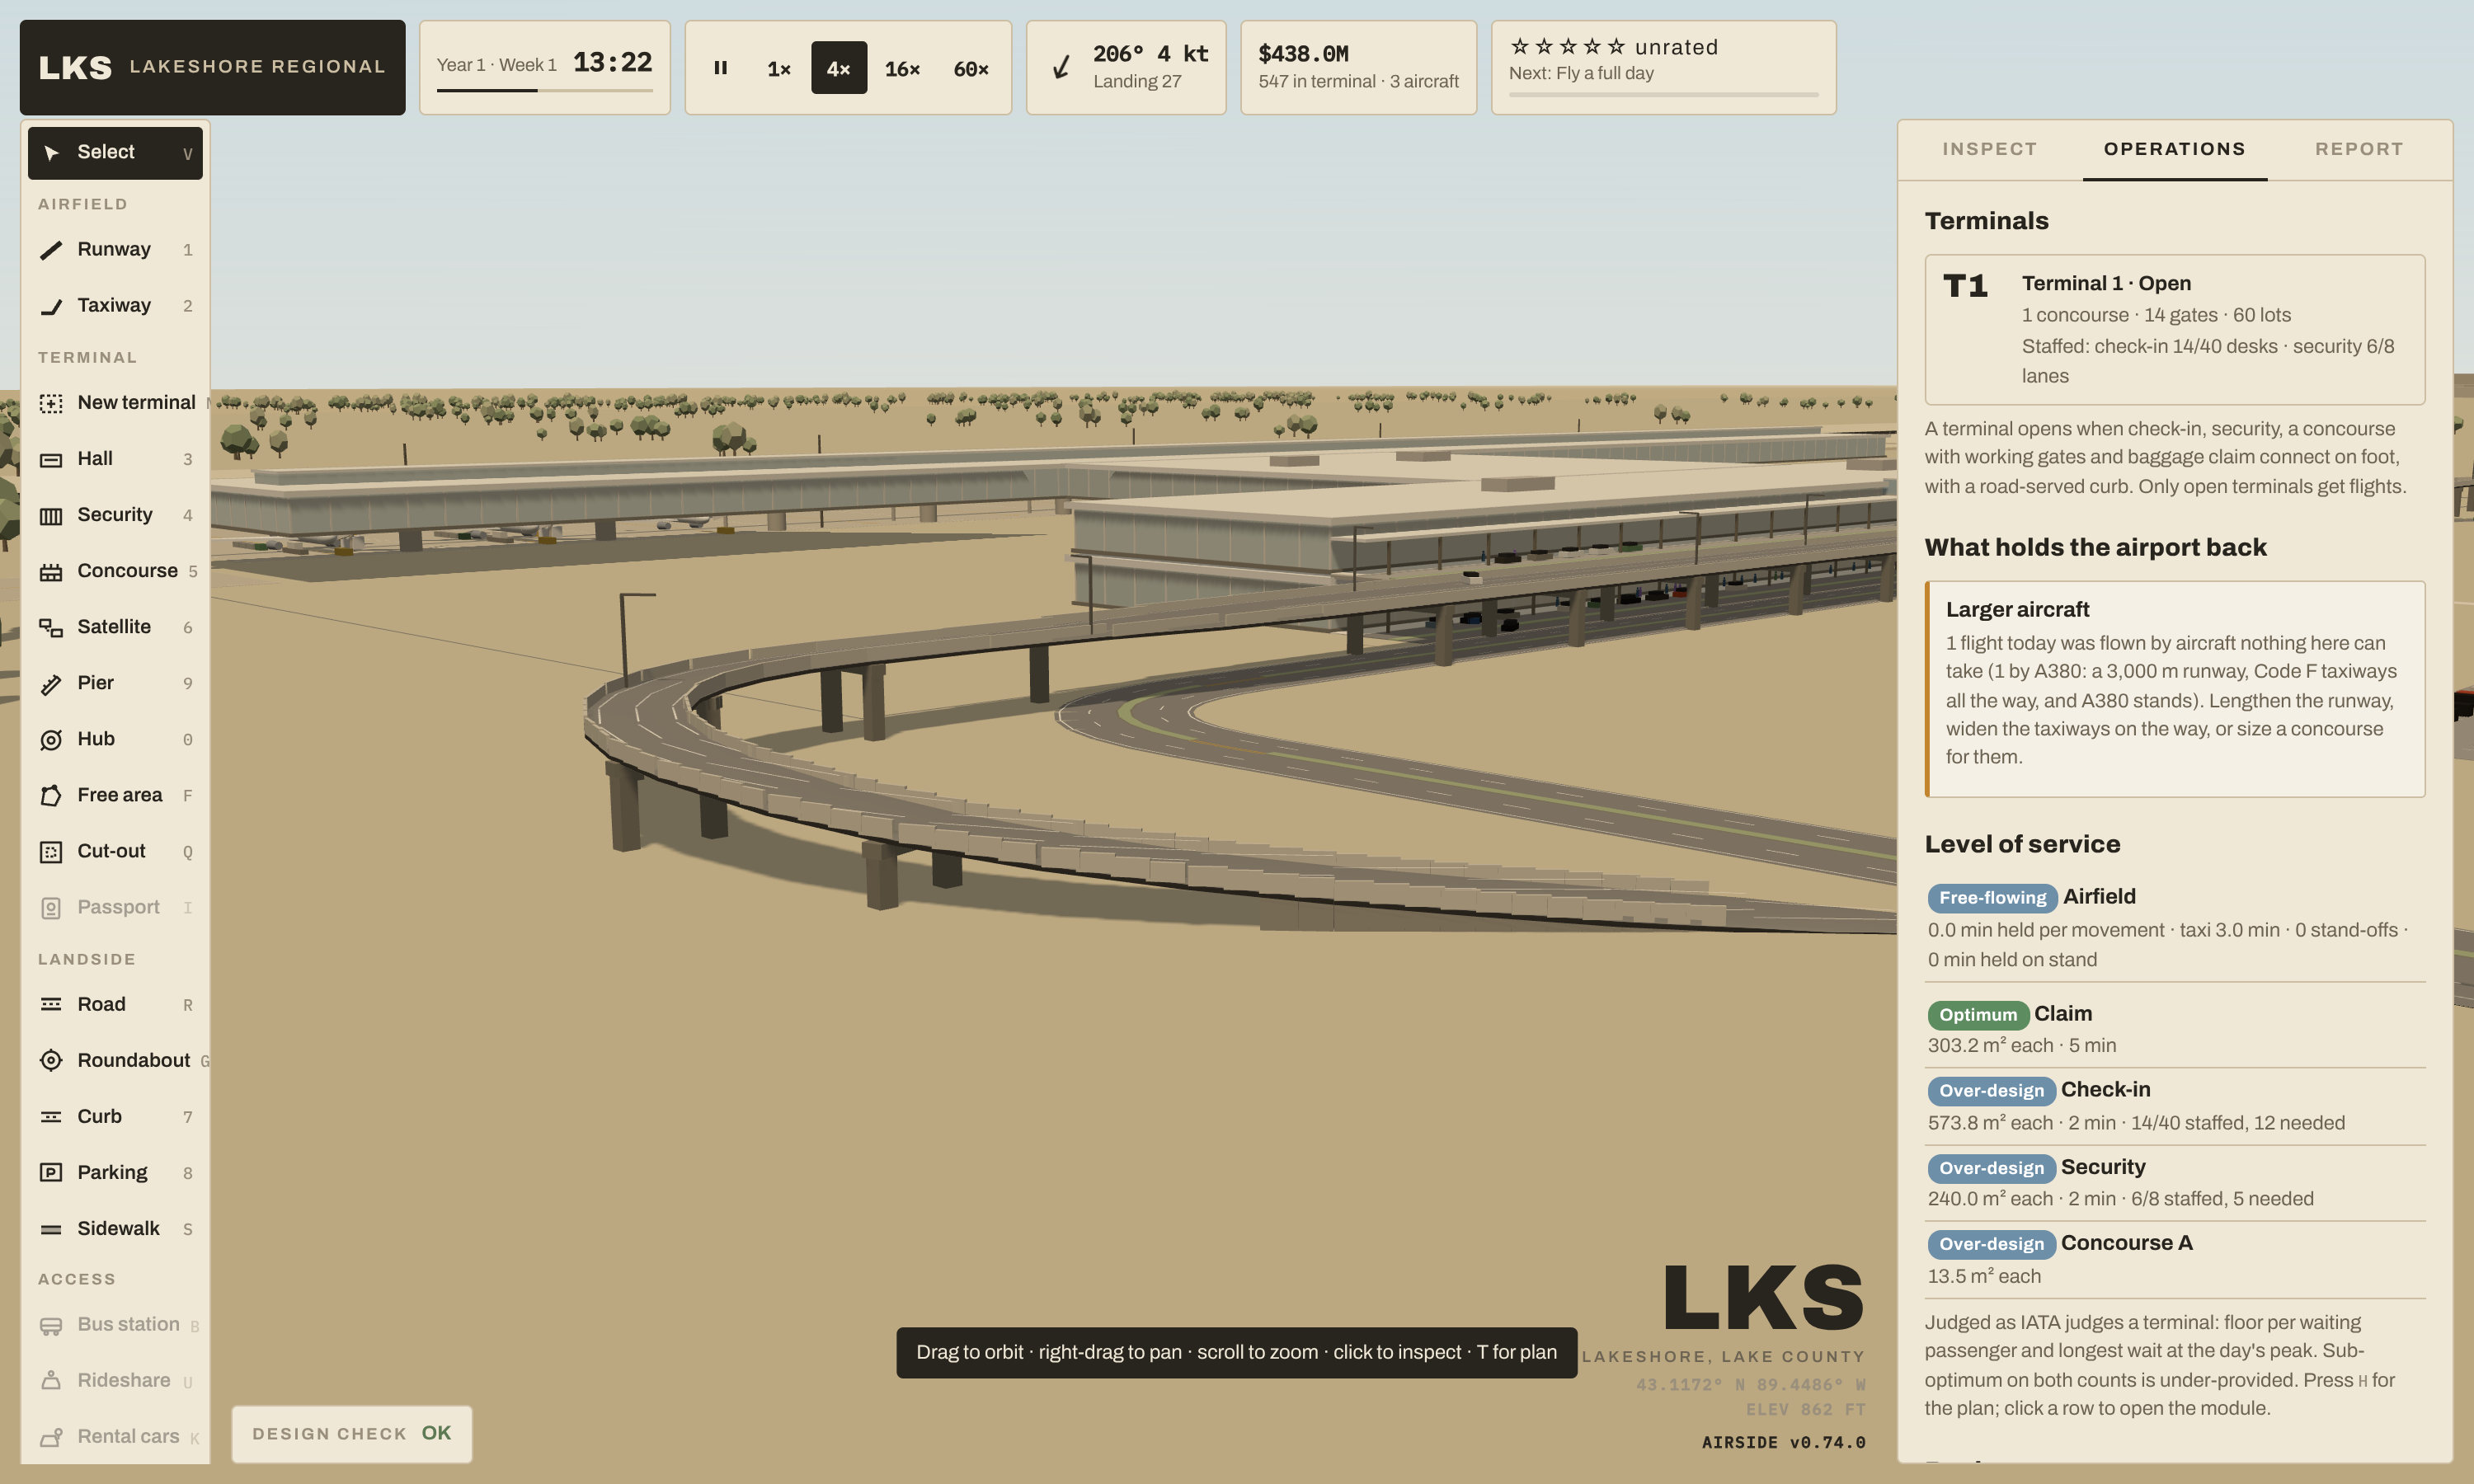 LKS LAKESHORE REGIONAL
Year 1 · Week 1 13:22
1× 4× 16× 60×
206° 4 kt
Landing 27
$438.0M
547 in terminal · 3 aircraft
☆☆☆☆☆ unrated
Next: Fly a full day
Select V
AIRFIELD
Runway 1
Taxiway 2
TERMINAL
New terminal
Hall 3
Security 4
Concourse 5
Satellite 6
Pier 9
Hub 0
Free area F
Cut-out Q
Passport I
LANDSIDE
Road R
Roundabout G
Curb 7
Parking 8
Sidewalk S
ACCESS
Bus station B
Rideshare U
Rental cars K
DESIGN CHECK OK
Drag to orbit · right-drag to pan · scroll to zoom · click to inspect · T for plan
LKS
LAKESHORE, LAKE COUNTY
43.1172° N 89.4486° W
ELEV 862 FT
AIRSIDE v0.74.0
INSPECT OPERATIONS REPORT
Terminals
T1 Terminal 1 · Open
1 concourse · 14 gates · 60 lots
Staffed: check-in 14/40 desks · security 6/8
lanes
A terminal opens when check-in, security, a concourse
with working gates and baggage claim connect on foot,
with a road-served curb. Only open terminals get flights.
What holds the airport back
Larger aircraft
1 flight today was flown by aircraft nothing here can
take (1 by A380: a 3,000 m runway, Code F taxiways
all the way, and A380 stands). Lengthen the runway,
widen the taxiways on the way, or size a concourse
for them.
Level of service
Free-flowing Airfield
0.0 min held per movement · taxi 3.0 min · 0 stand-offs ·
0 min held on stand
Optimum Claim
303.2 m² each · 5 min
Over-design Check-in
573.8 m² each · 2 min · 14/40 staffed, 12 needed
Over-design Security
240.0 m² each · 2 min · 6/8 staffed, 5 needed
Over-design Concourse A
13.5 m² each
Judged as IATA judges a terminal: floor per waiting
passenger and longest wait at the day's peak. Sub-
optimum on both counts is under-provided. Press H for
the plan; click a row to open the module.